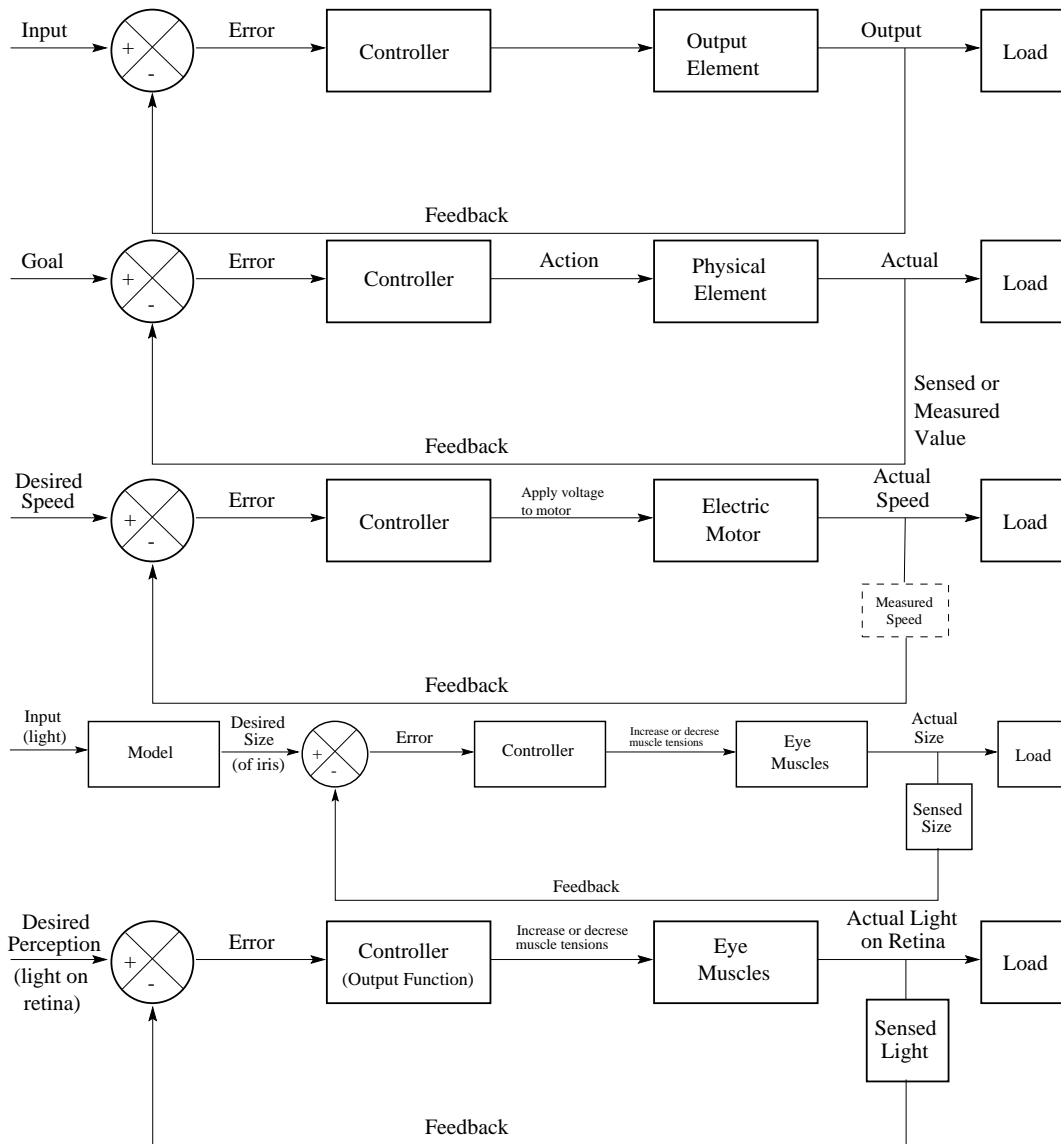 Input
+
-
Error
Controller
Output
Element
Output
Load
Feedback
Goal
+
-
Error
Controller
Action
Physical
Element
Actual
Load
Sensed or
Measured
Value
Feedback
Desired
Speed
+
-
Error
Controller
Apply voltage
to motor
Electric
Motor
Actual
Speed
Load
Measured
Speed
Feedback
Input
(light)
Model
Desired
Size
(of iris)
+
-
Error
Controller
Increase or decrese
muscle tensions
Eye
Muscles
Actual
Size
Load
Sensed
Size
Feedback
Desired
Perception
(light on
retina)
+
-
Error
Controller
(Output Function)
Increase or decrese
muscle tensions
Eye
Muscles
Actual Light
on Retina
Load
Sensed
Light
Feedback